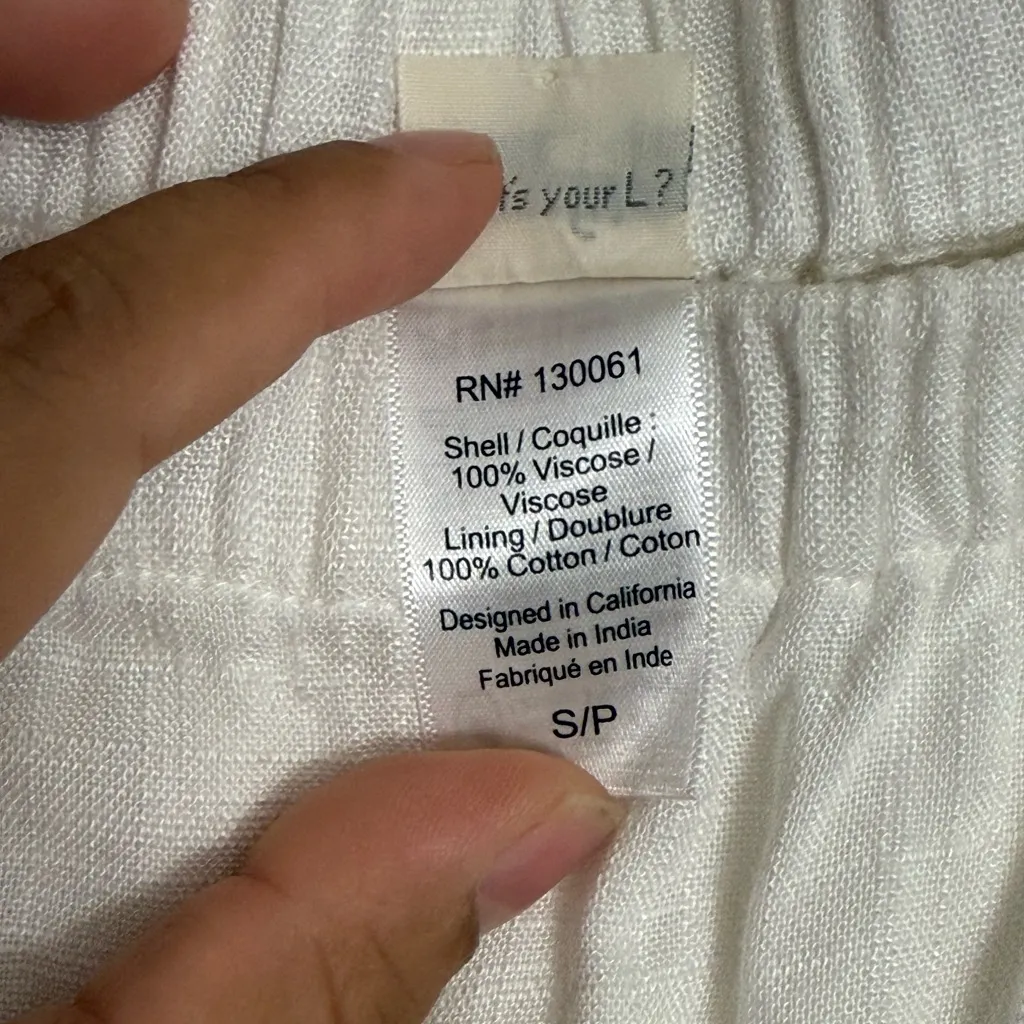 's your L?
RN# 130061
Shell / Coquille :
100% Viscose /
Viscose
Lining / Doublure
100% Cotton / Coton
Designed in California
Made in India
Fabriqué en Inde
S/P